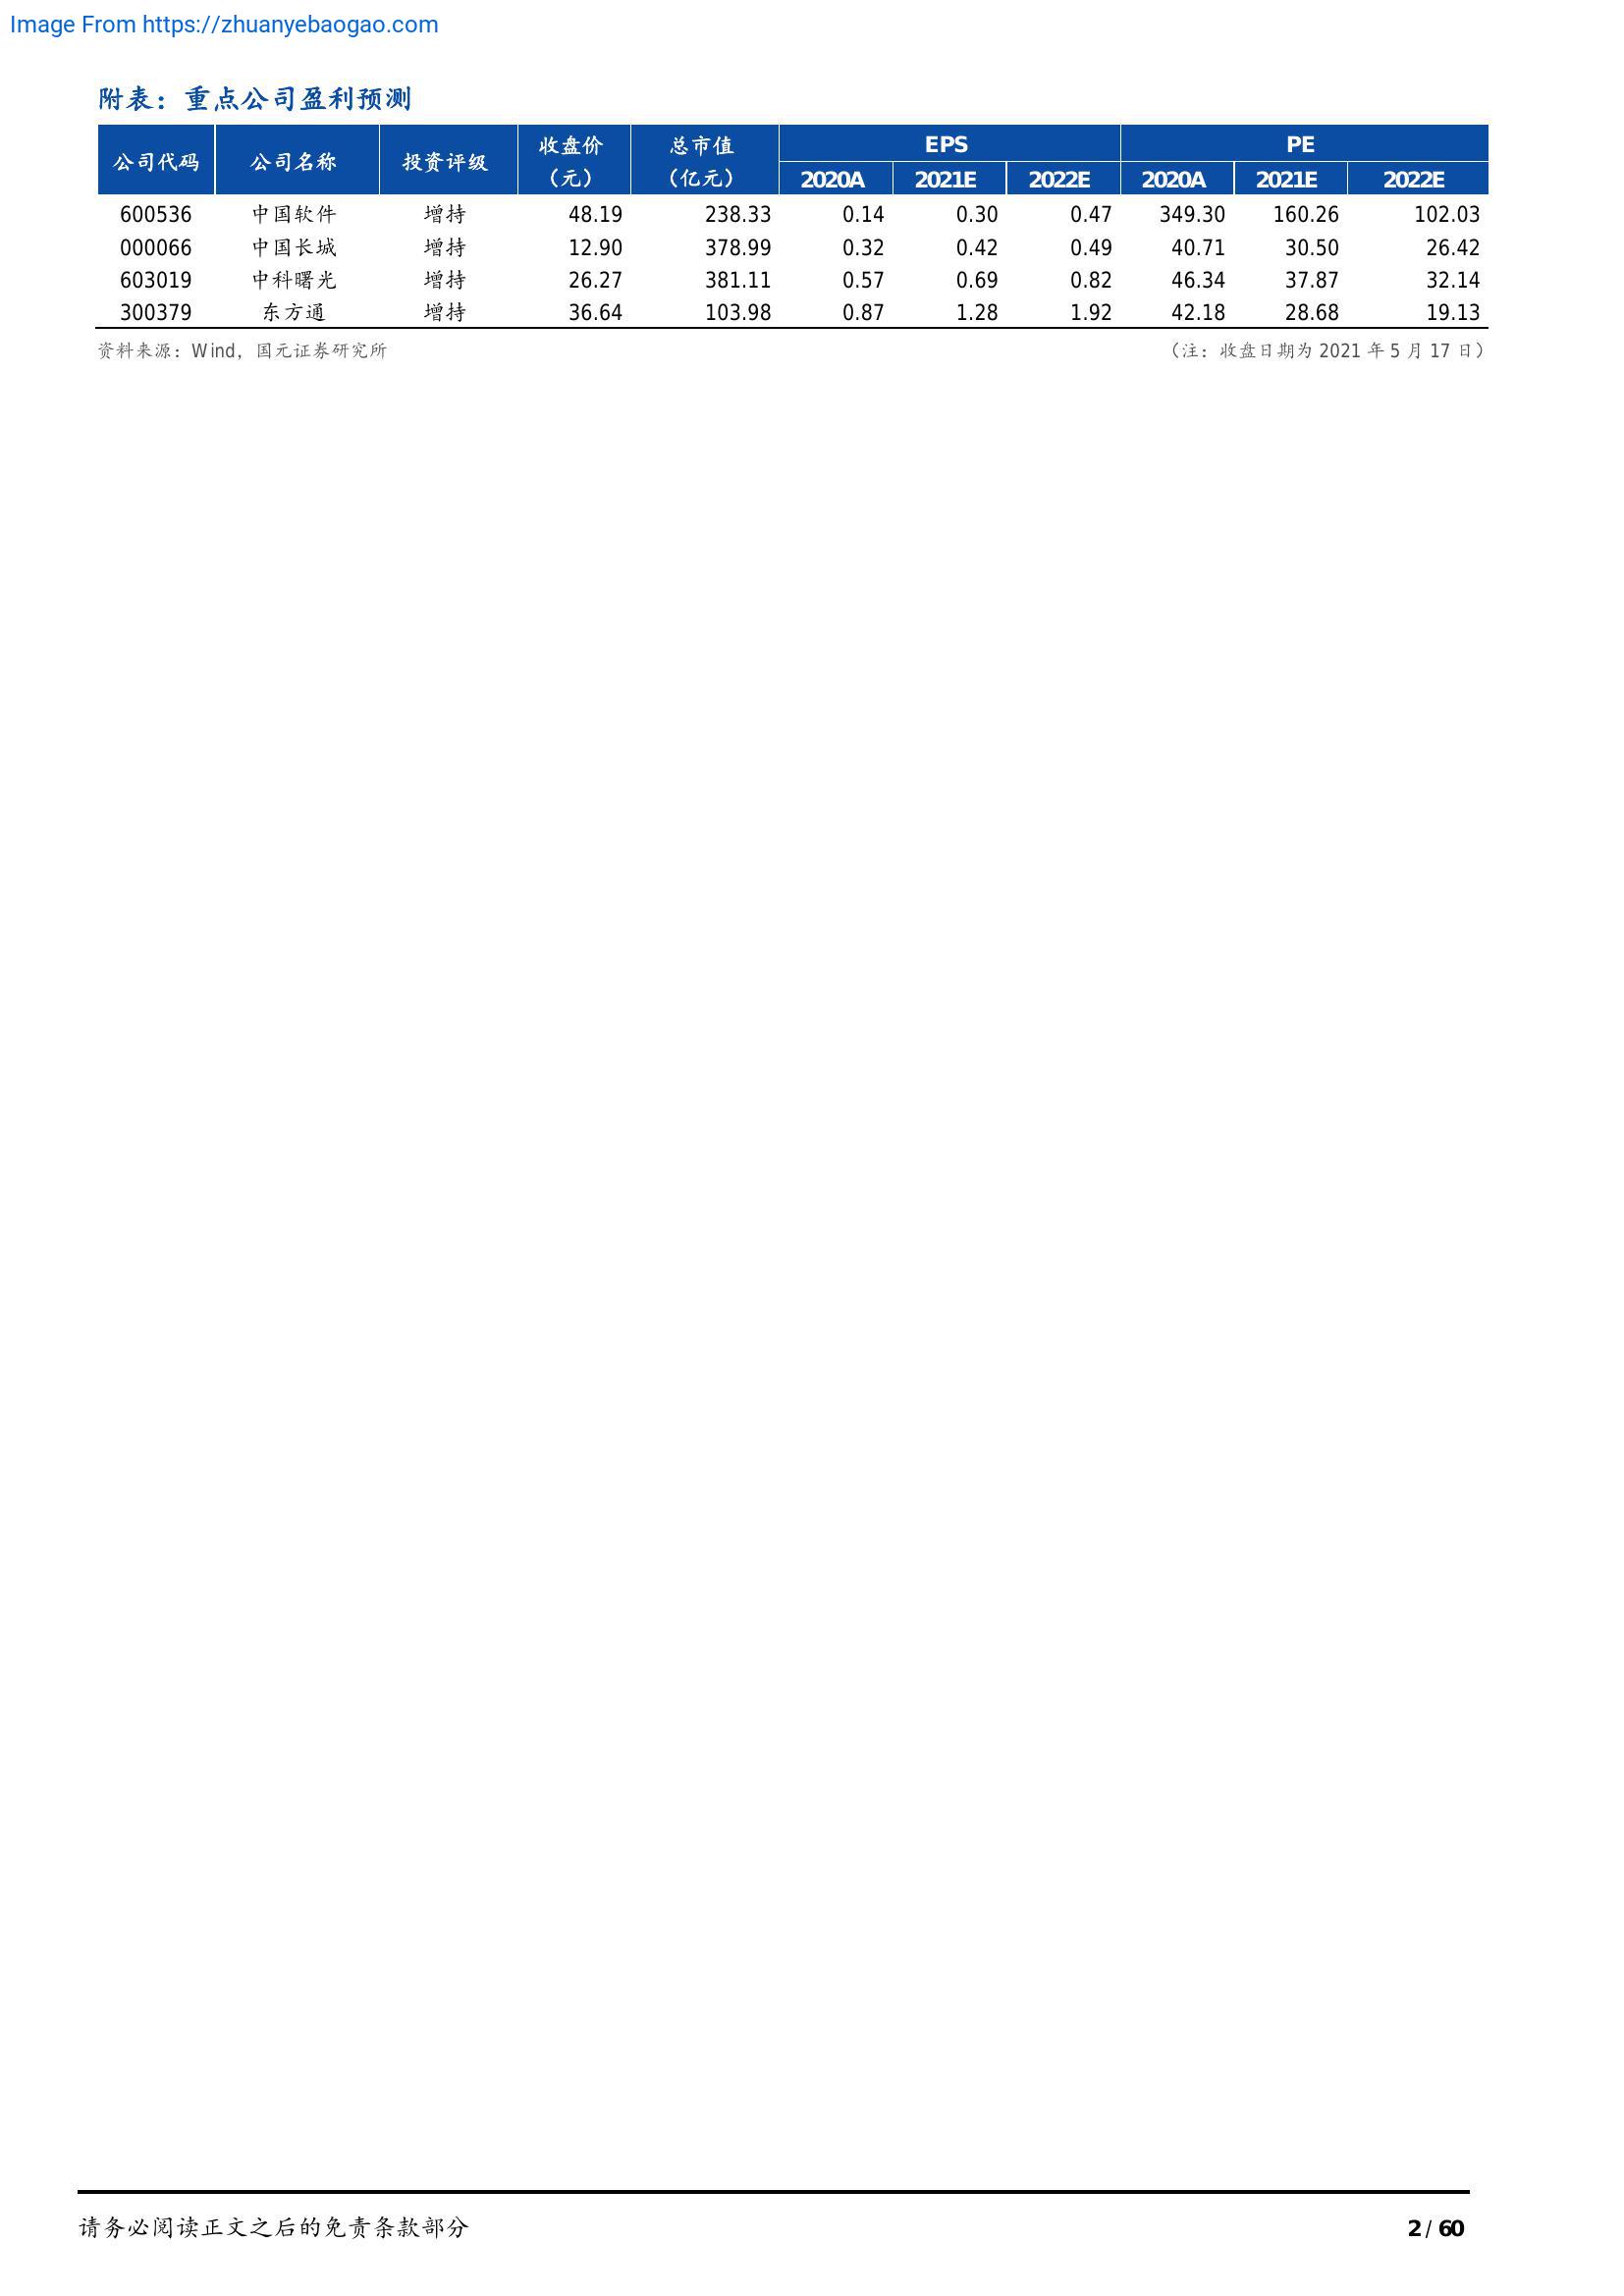 Image From https://zhuanyebaogao.com
附表：重点公司盈利预测
公司代码 公司名称 投资评级 收盘价（元） 总市值（亿元） EPS PE
2020A 2021E 2022E 2020A 2021E 2022E
600536 中国软件 增持 48.19 238.33 0.14 0.30 0.47 349.30 160.26 102.03
000066 中国长城 增持 12.90 378.99 0.32 0.42 0.49 40.71 30.50 26.42
603019 中科曙光 增持 26.27 381.11 0.57 0.69 0.82 46.34 37.87 32.14
300379 东方通 增持 36.64 103.98 0.87 1.28 1.92 42.18 28.68 19.13
资料来源：Wind，国元证券研究所 （注：收盘日期为 2021 年 5 月 17 日）
请务必阅读正文之后的免责条款部分 2 / 60